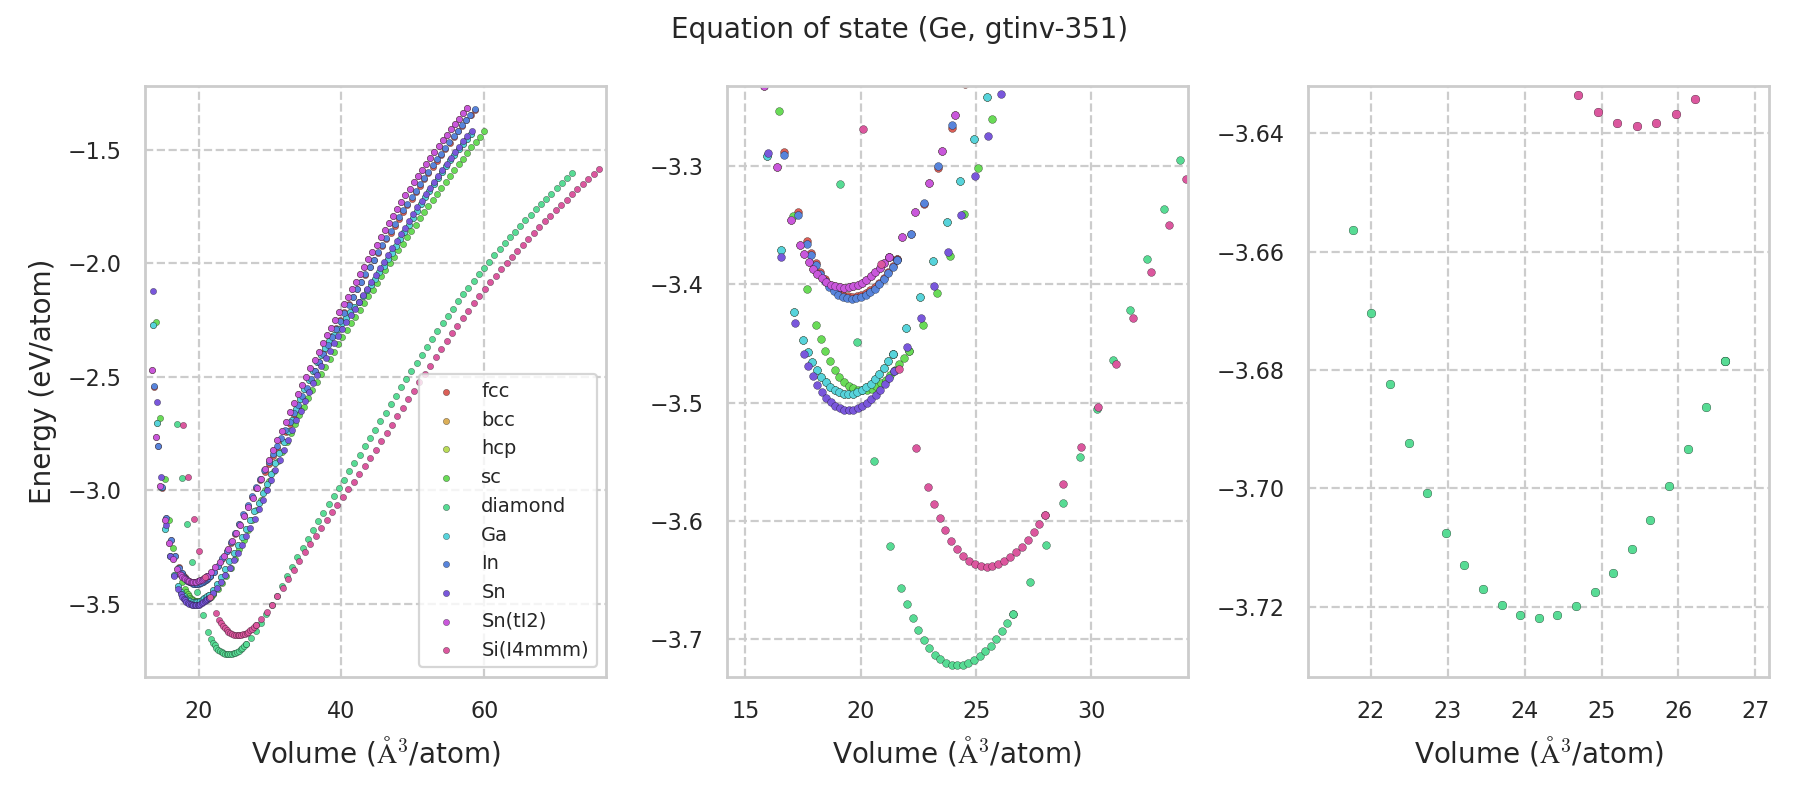 Equation of state (Ge, gtinv-351)
Energy (eV/atom)
−1.5
−2.0
−2.5
−3.0
−3.5
20 40 60
Volume (Å³/atom)
fcc
bcc
hcp
sc
diamond
Ga
In
Sn
Sn(tI2)
Si(I4mmm)
−3.3
−3.4
−3.5
−3.6
−3.7
15 20 25 30
Volume (Å³/atom)
−3.64
−3.66
−3.68
−3.70
−3.72
22 23 24 25 26 27
Volume (Å³/atom)